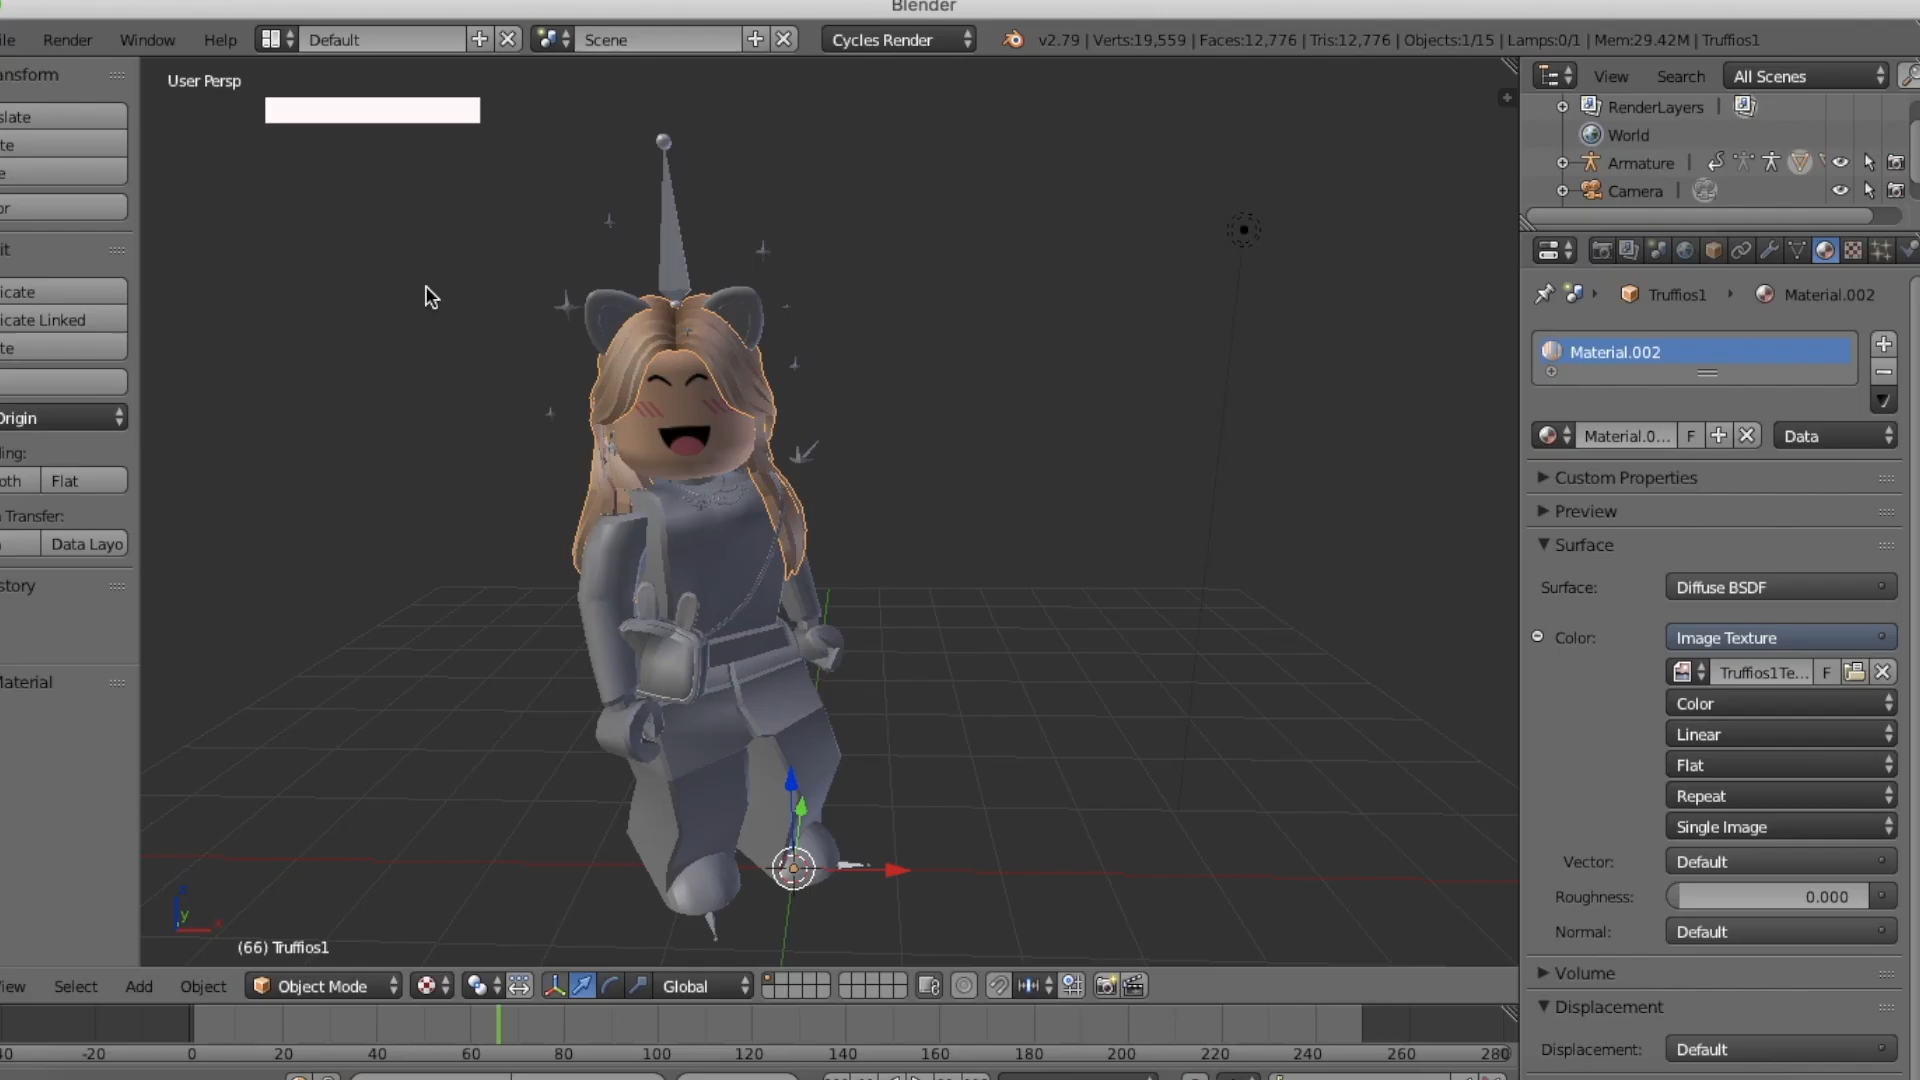 Blender
ile Render Window Help Default Scene Cycles Render v2.79 | Verts:19,559 | Faces:12,776 | Tris:12,776 | Objects:1/15 | Lamps:0/1 | Mem:29.42M | Truffios1
ansform
User Persp
View Search All Scenes
RenderLayers
slate
World
te
Armature
e
Camera
or
it
icate
Truffios1 Material.002
icate Linked
te
Material.002
Origin
Material.0... F Data
ding:
oth Flat
Custom Properties
Transfer:
Preview
Data Layo
Surface
story
Surface: Diffuse BSDF
Color: Image Texture
Truffios1Te... F
Material
Color
Linear
Flat
Repeat
Single Image
Vector: Default
Roughness: 0.000
Normal: Default
z
y
x
(66) Truffios1
Volume
iew Select Add Object Object Mode Global
Displacement
Displacement: Default
40 -20 0 20 40 60 80 100 120 140 160 180 200 220 240 260 280